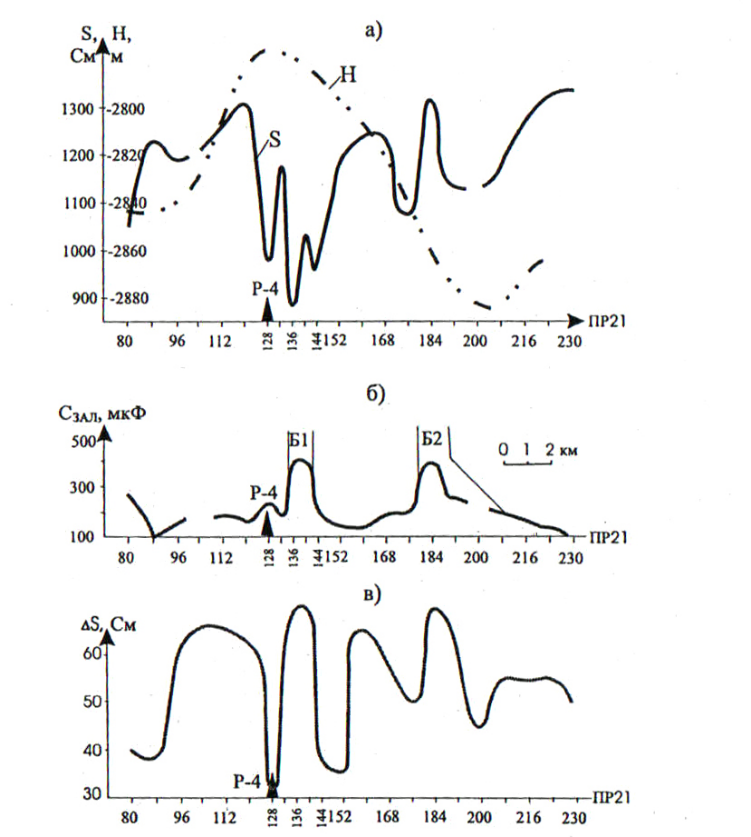 а)
S, H,
См м
H
S
1300 -2800
1200 -2820
1100 -2840
1000 -2860
900 -2880
Р-4
ПР21
80 96 112 128 136 144 152 168 184 200 216 230
б)
CЗАЛ, мкФ
500
300
100
Б1
Б2
0 1 2 км
Р-4
ПР21
80 96 112 128 136 144 152 168 184 200 216 230
в)
ΔS, См
60
50
40
30
Р-4
ПР21
80 96 112 128 136 144 152 168 184 200 216 230